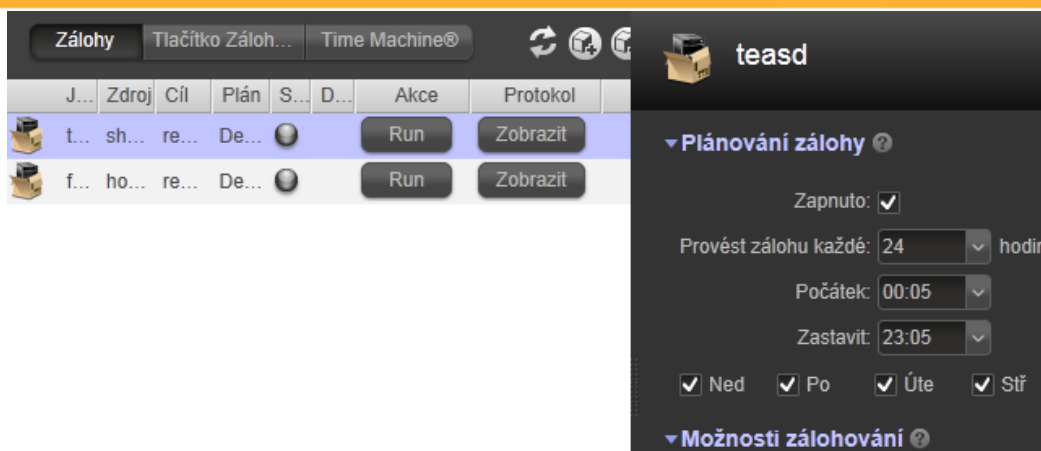 Zálohy Tlačítko Záloh... Time Machine®
J... Zdroj Cíl Plán S... D... Akce Protokol
t... sh... re... De... Run Zobrazit
f... ho... re... De... Run Zobrazit
teasd
Plánování zálohy
Zapnuto:
Provést zálohu každé: 24 hodin
Počátek: 00:05
Zastavit: 23:05
Ned Po Úte Stř
Možnosti zálohování